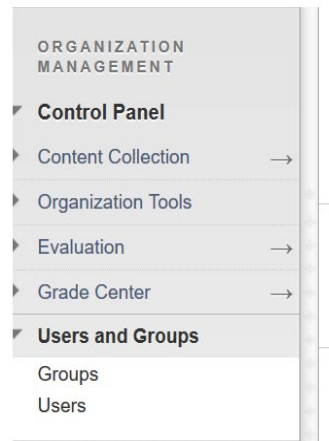 ORGANIZATION
MANAGEMENT
Control Panel
Content Collection →
Organization Tools
Evaluation →
Grade Center →
Users and Groups
Groups
Users